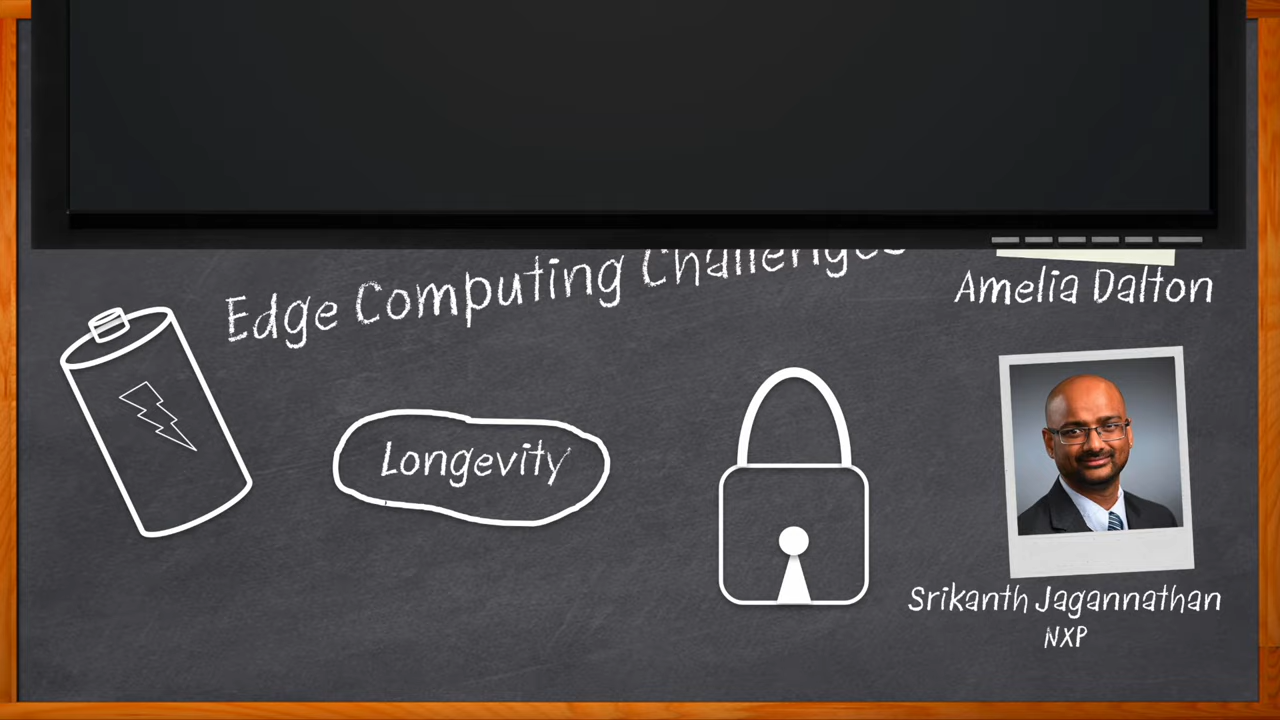 Edge Computing Challenges
Amelia Dalton
Longevity
Srikanth Jagannathan
NXP